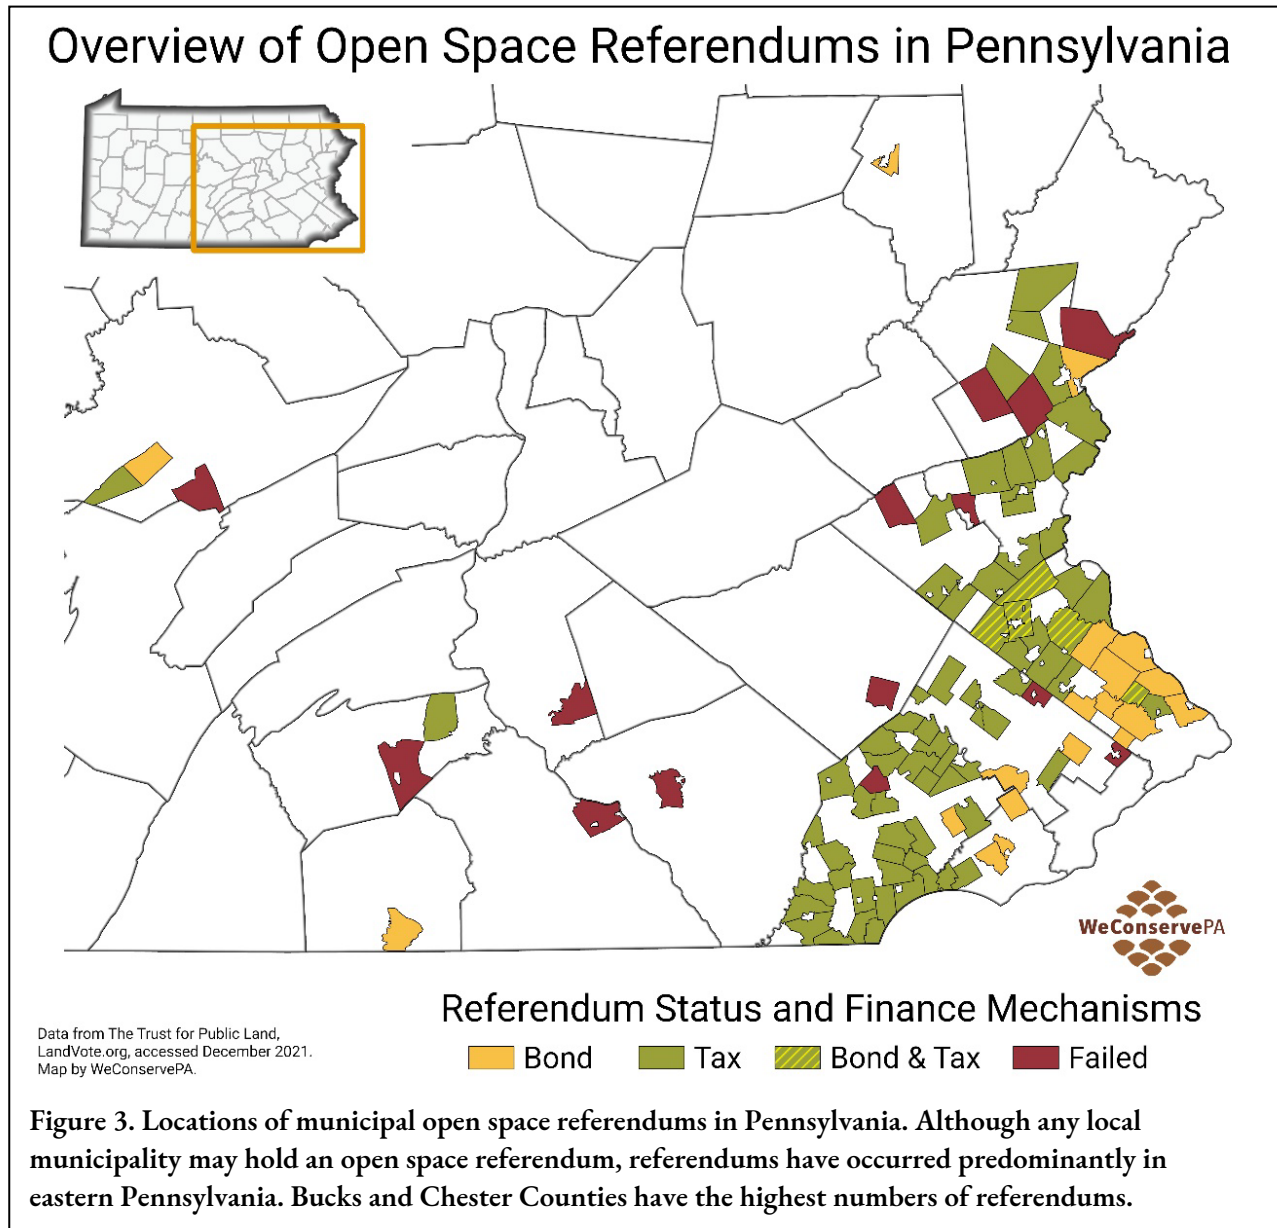 Overview of Open Space Referendums in Pennsylvania
WeConservePA
Referendum Status and Finance Mechanisms
Data from The Trust for Public Land,
LandVote.org, accessed December 2021.
Map by WeConservePA.
Bond
Tax
Bond & Tax
Failed
Figure 3. Locations of municipal open space referendums in Pennsylvania. Although any local
municipality may hold an open space referendum, referendums have occurred predominantly in
eastern Pennsylvania. Bucks and Chester Counties have the highest numbers of referendums.